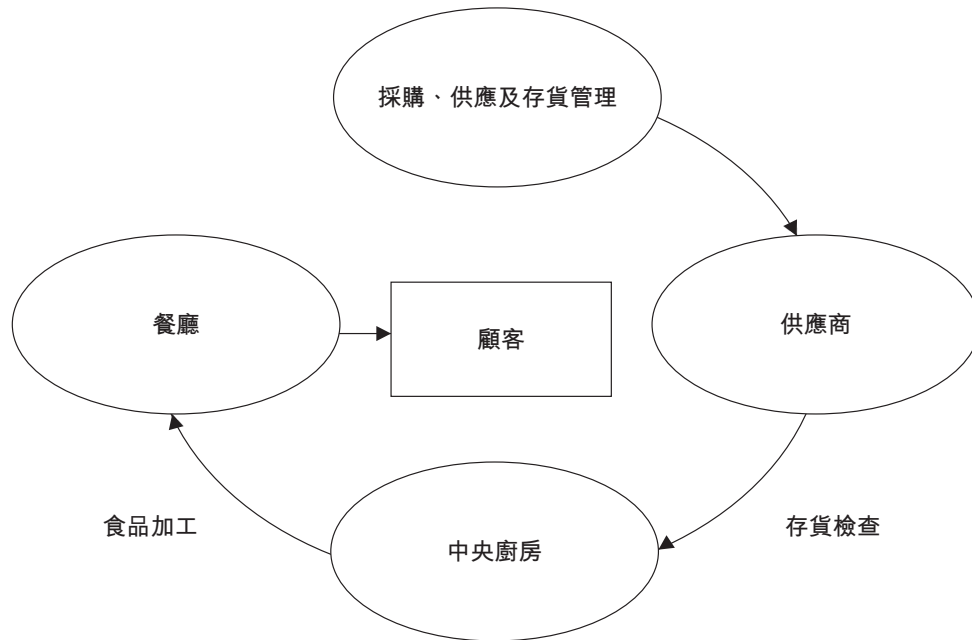 採購、供應及存貨管理
餐廳
顧客
供應商
食品加工
存貨檢查
中央廚房